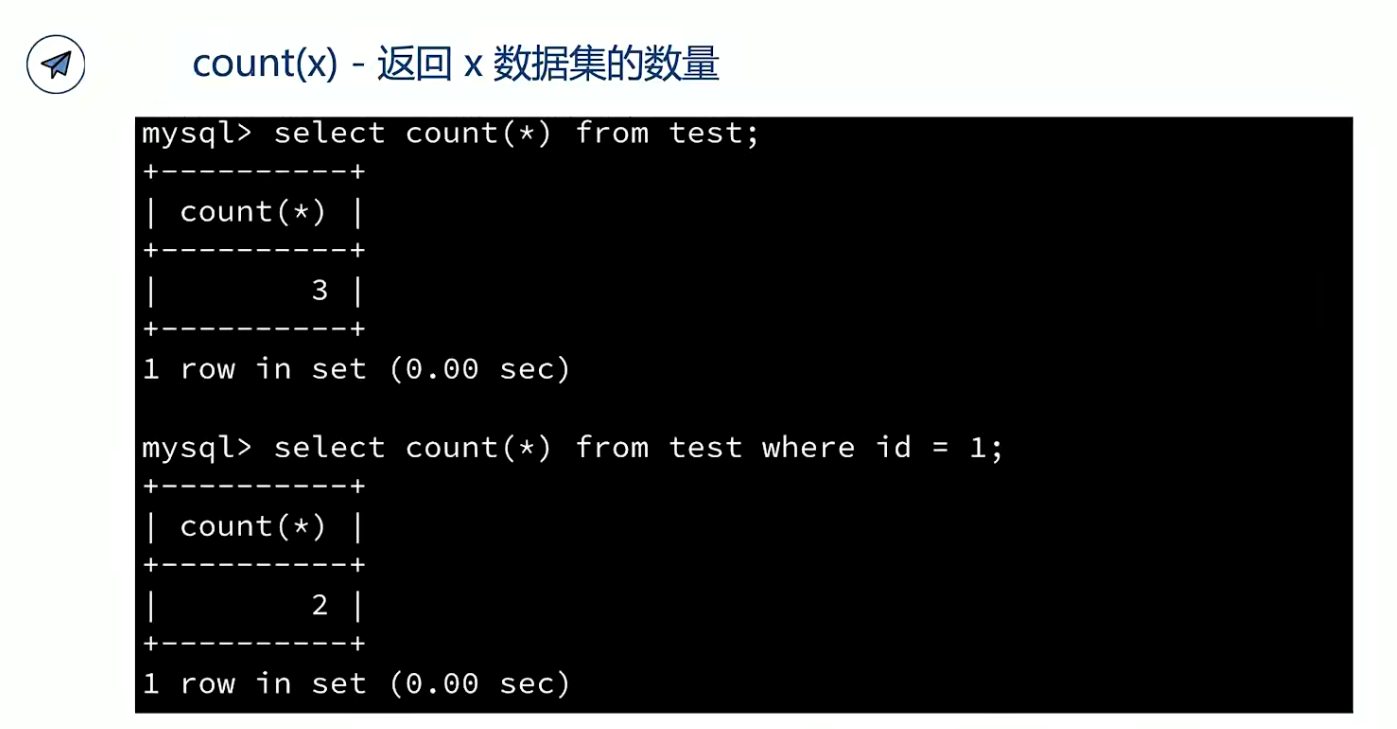 count(x) - 返回 x 数据集的数量
mysql> select count(*) from test;
+----------+
| count(*) |
+----------+
|        3 |
+----------+
1 row in set (0.00 sec)
mysql> select count(*) from test where id = 1;
+----------+
| count(*) |
+----------+
|        2 |
+----------+
1 row in set (0.00 sec)